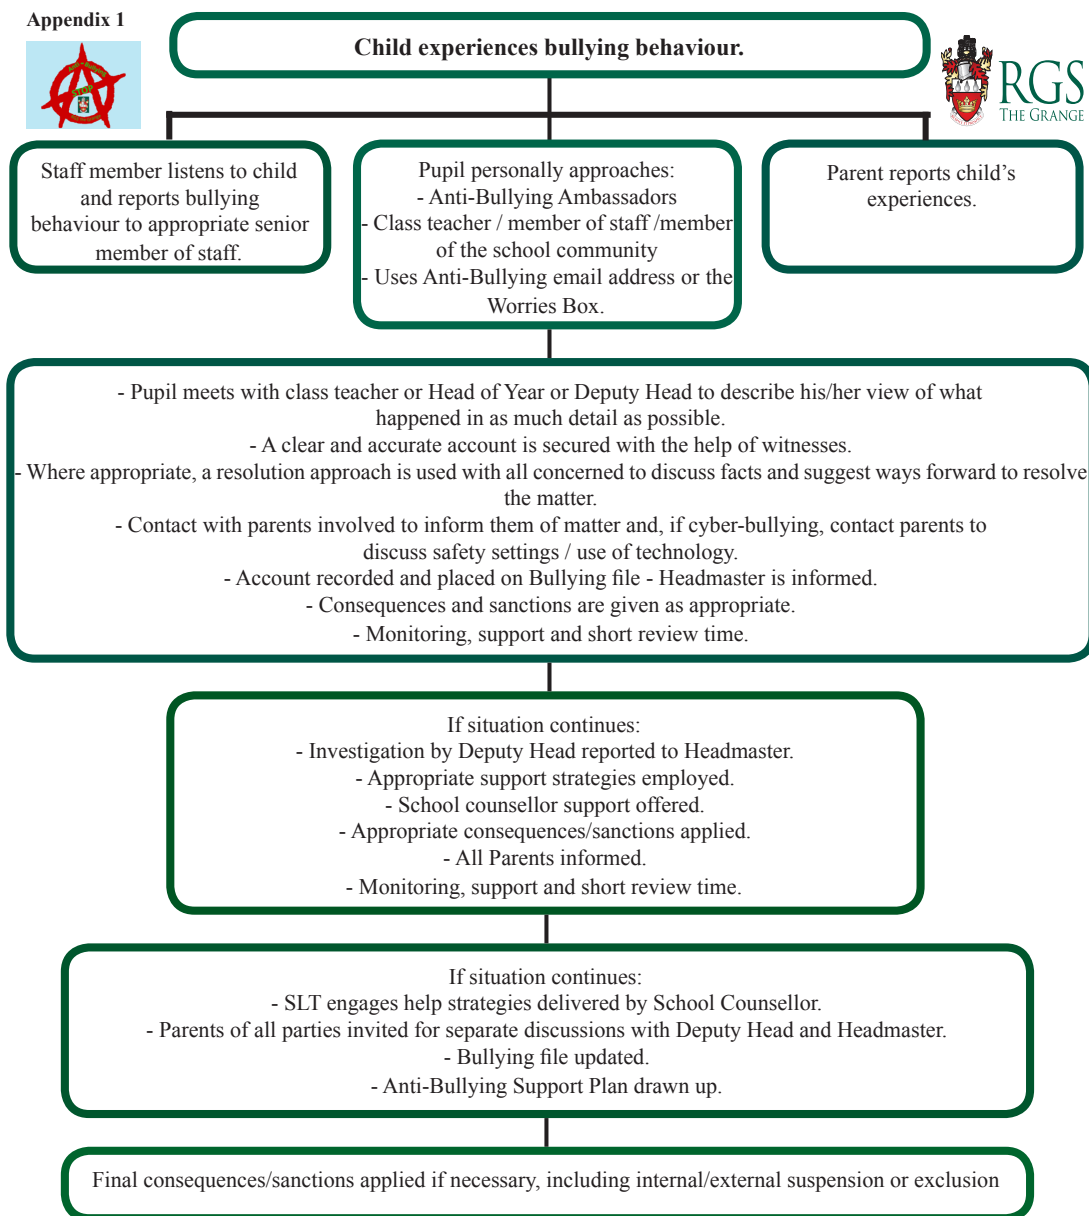 Appendix 1
Child experiences bullying behaviour.
STOP
RGS
THE GRANGE
Staff member listens to child
and reports bullying
behaviour to appropriate senior
member of staff.
Pupil personally approaches:
- Anti-Bullying Ambassadors
- Class teacher / member of staff /member
of the school community
- Uses Anti-Bullying email address or the
Worries Box.
Parent reports child’s
experiences.
- Pupil meets with class teacher or Head of Year or Deputy Head to describe his/her view of what
happened in as much detail as possible.
- A clear and accurate account is secured with the help of witnesses.
- Where appropriate, a resolution approach is used with all concerned to discuss facts and suggest ways forward to resolve
the matter.
- Contact with parents involved to inform them of matter and, if cyber-bullying, contact parents to
discuss safety settings / use of technology.
- Account recorded and placed on Bullying file - Headmaster is informed.
- Consequences and sanctions are given as appropriate.
- Monitoring, support and short review time.
If situation continues:
- Investigation by Deputy Head reported to Headmaster.
- Appropriate support strategies employed.
- School counsellor support offered.
- Appropriate consequences/sanctions applied.
- All Parents informed.
- Monitoring, support and short review time.
If situation continues:
- SLT engages help strategies delivered by School Counsellor.
- Parents of all parties invited for separate discussions with Deputy Head and Headmaster.
- Bullying file updated.
- Anti-Bullying Support Plan drawn up.
Final consequences/sanctions applied if necessary, including internal/external suspension or exclusion